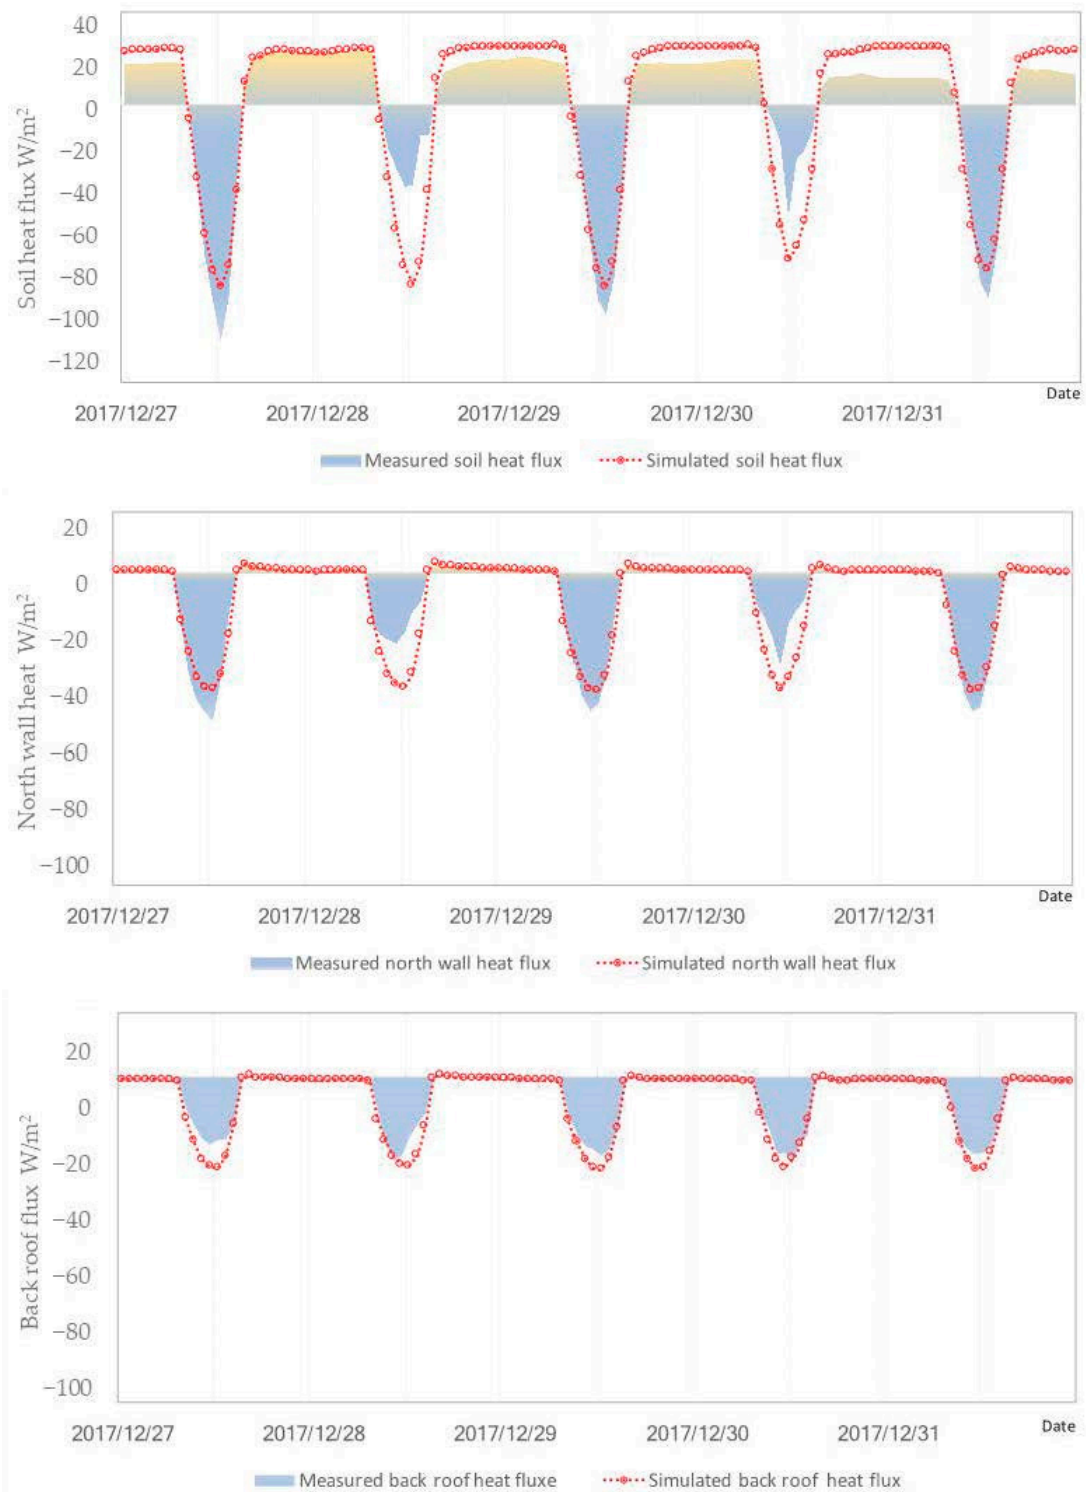 40
20
0
−20
−40
−60
−80
−100
−120
Soil heat flux W/m²
Date
2017/12/27 2017/12/28 2017/12/29 2017/12/30 2017/12/31
Measured soil heat flux Simulated soil heat flux
20
0
−20
−40
−60
−80
−100
North wall heat W/m²
Date
2017/12/27 2017/12/28 2017/12/29 2017/12/30 2017/12/31
Measured north wall heat flux Simulated north wall heat flux
20
0
−20
−40
−60
−80
−100
Back roof flux W/m²
Date
2017/12/27 2017/12/28 2017/12/29 2017/12/30 2017/12/31
Measured back roof heat fluxe Simulated back roof heat flux